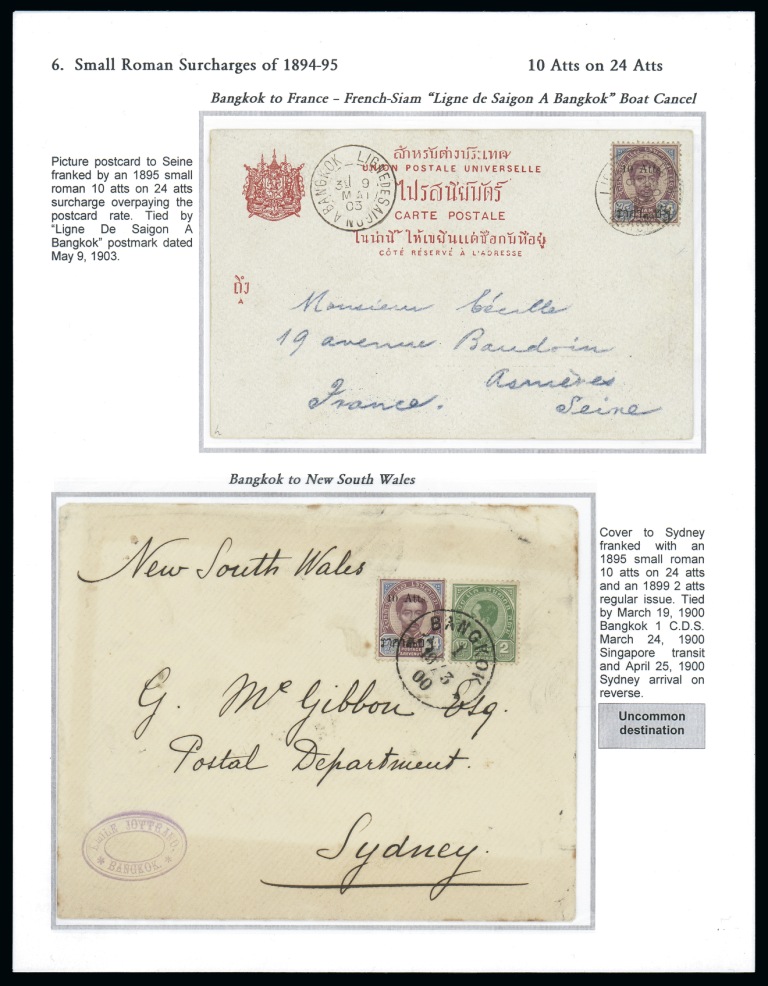 6. Small Roman Surcharges of 1894-95
10 Atts on 24 Atts
Bangkok to France – French-Siam “Ligne de Saigon A Bangkok” Boat Cancel
Picture postcard to Seine
franked by an 1895 small
roman 10 atts on 24 atts
surcharge overpaying the
postcard rate. Tied by
“Ligne De Saigon A
Bangkok” postmark dated
May 9, 1903.
LIGNE DE SAIGON A BANGKOK
9
MAI
03
สำหรับต่างประเทศ
UNION POSTALE UNIVERSELLE
ไปรสนียบัตร์
CARTE POSTALE
ในน่านี้ ให้เขียนแต่ชื่อกับที่อยู่
CÔTÉ RÉSERVÉ À L'ADRESSE
10 Atts
ถึง
A
Monsieur Cécille
19 avenue Baudoin
Asnières
France. Seine
Bangkok to New South Wales
New South Wales
10 Atts
2
BANGKOK
1
00
G. McGibbon Esq.
Postal Department.
Sydney.
JOTTRAND.
* BANGKOK. *
Cover to Sydney
franked with an
1895 small roman
10 atts on 24 atts
and an 1899 2 atts
regular issue. Tied
by March 19, 1900
Bangkok 1 C.D.S.
March 24, 1900
Singapore transit
and April 25, 1900
Sydney arrival on
reverse.
Uncommon
destination